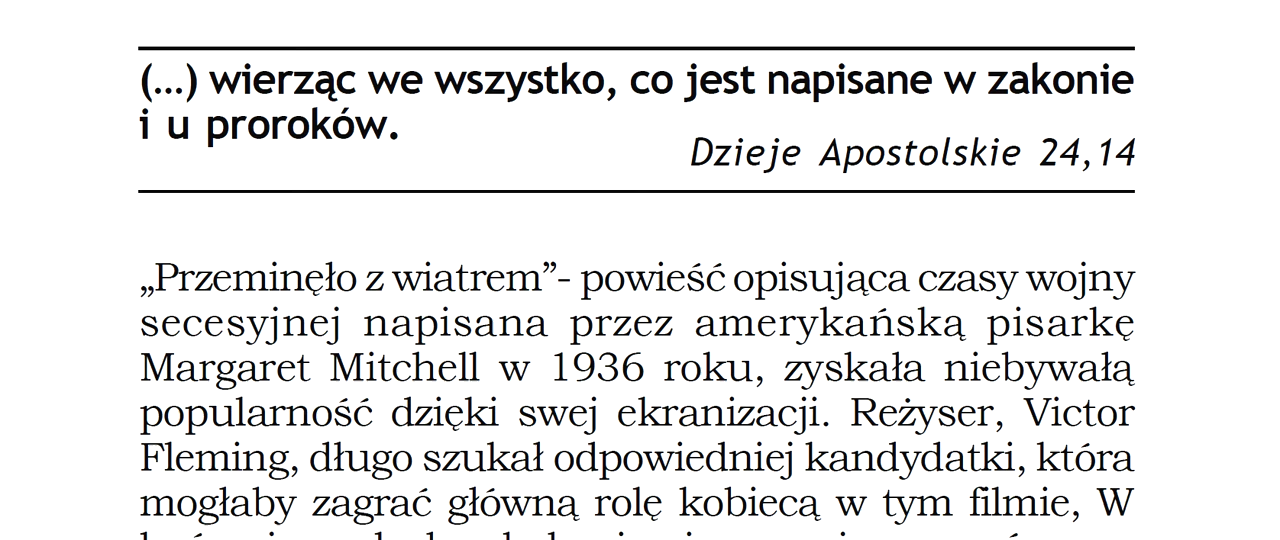 (...) wierząc we wszystko, co jest napisane w zakonie
i u proroków.
Dzieje Apostolskie 24,14
„Przeminęło z wiatrem”- powieść opisująca czasy wojny
secesyjnej napisana przez amerykańską pisarkę
Margaret Mitchell w 1936 roku, zyskała niebywałą
popularność dzięki swej ekranizacji. Reżyser, Victor
Fleming, długo szukał odpowiedniej kandydatki, która
mogłaby zagrać główną rolę kobiecą w tym filmie, W